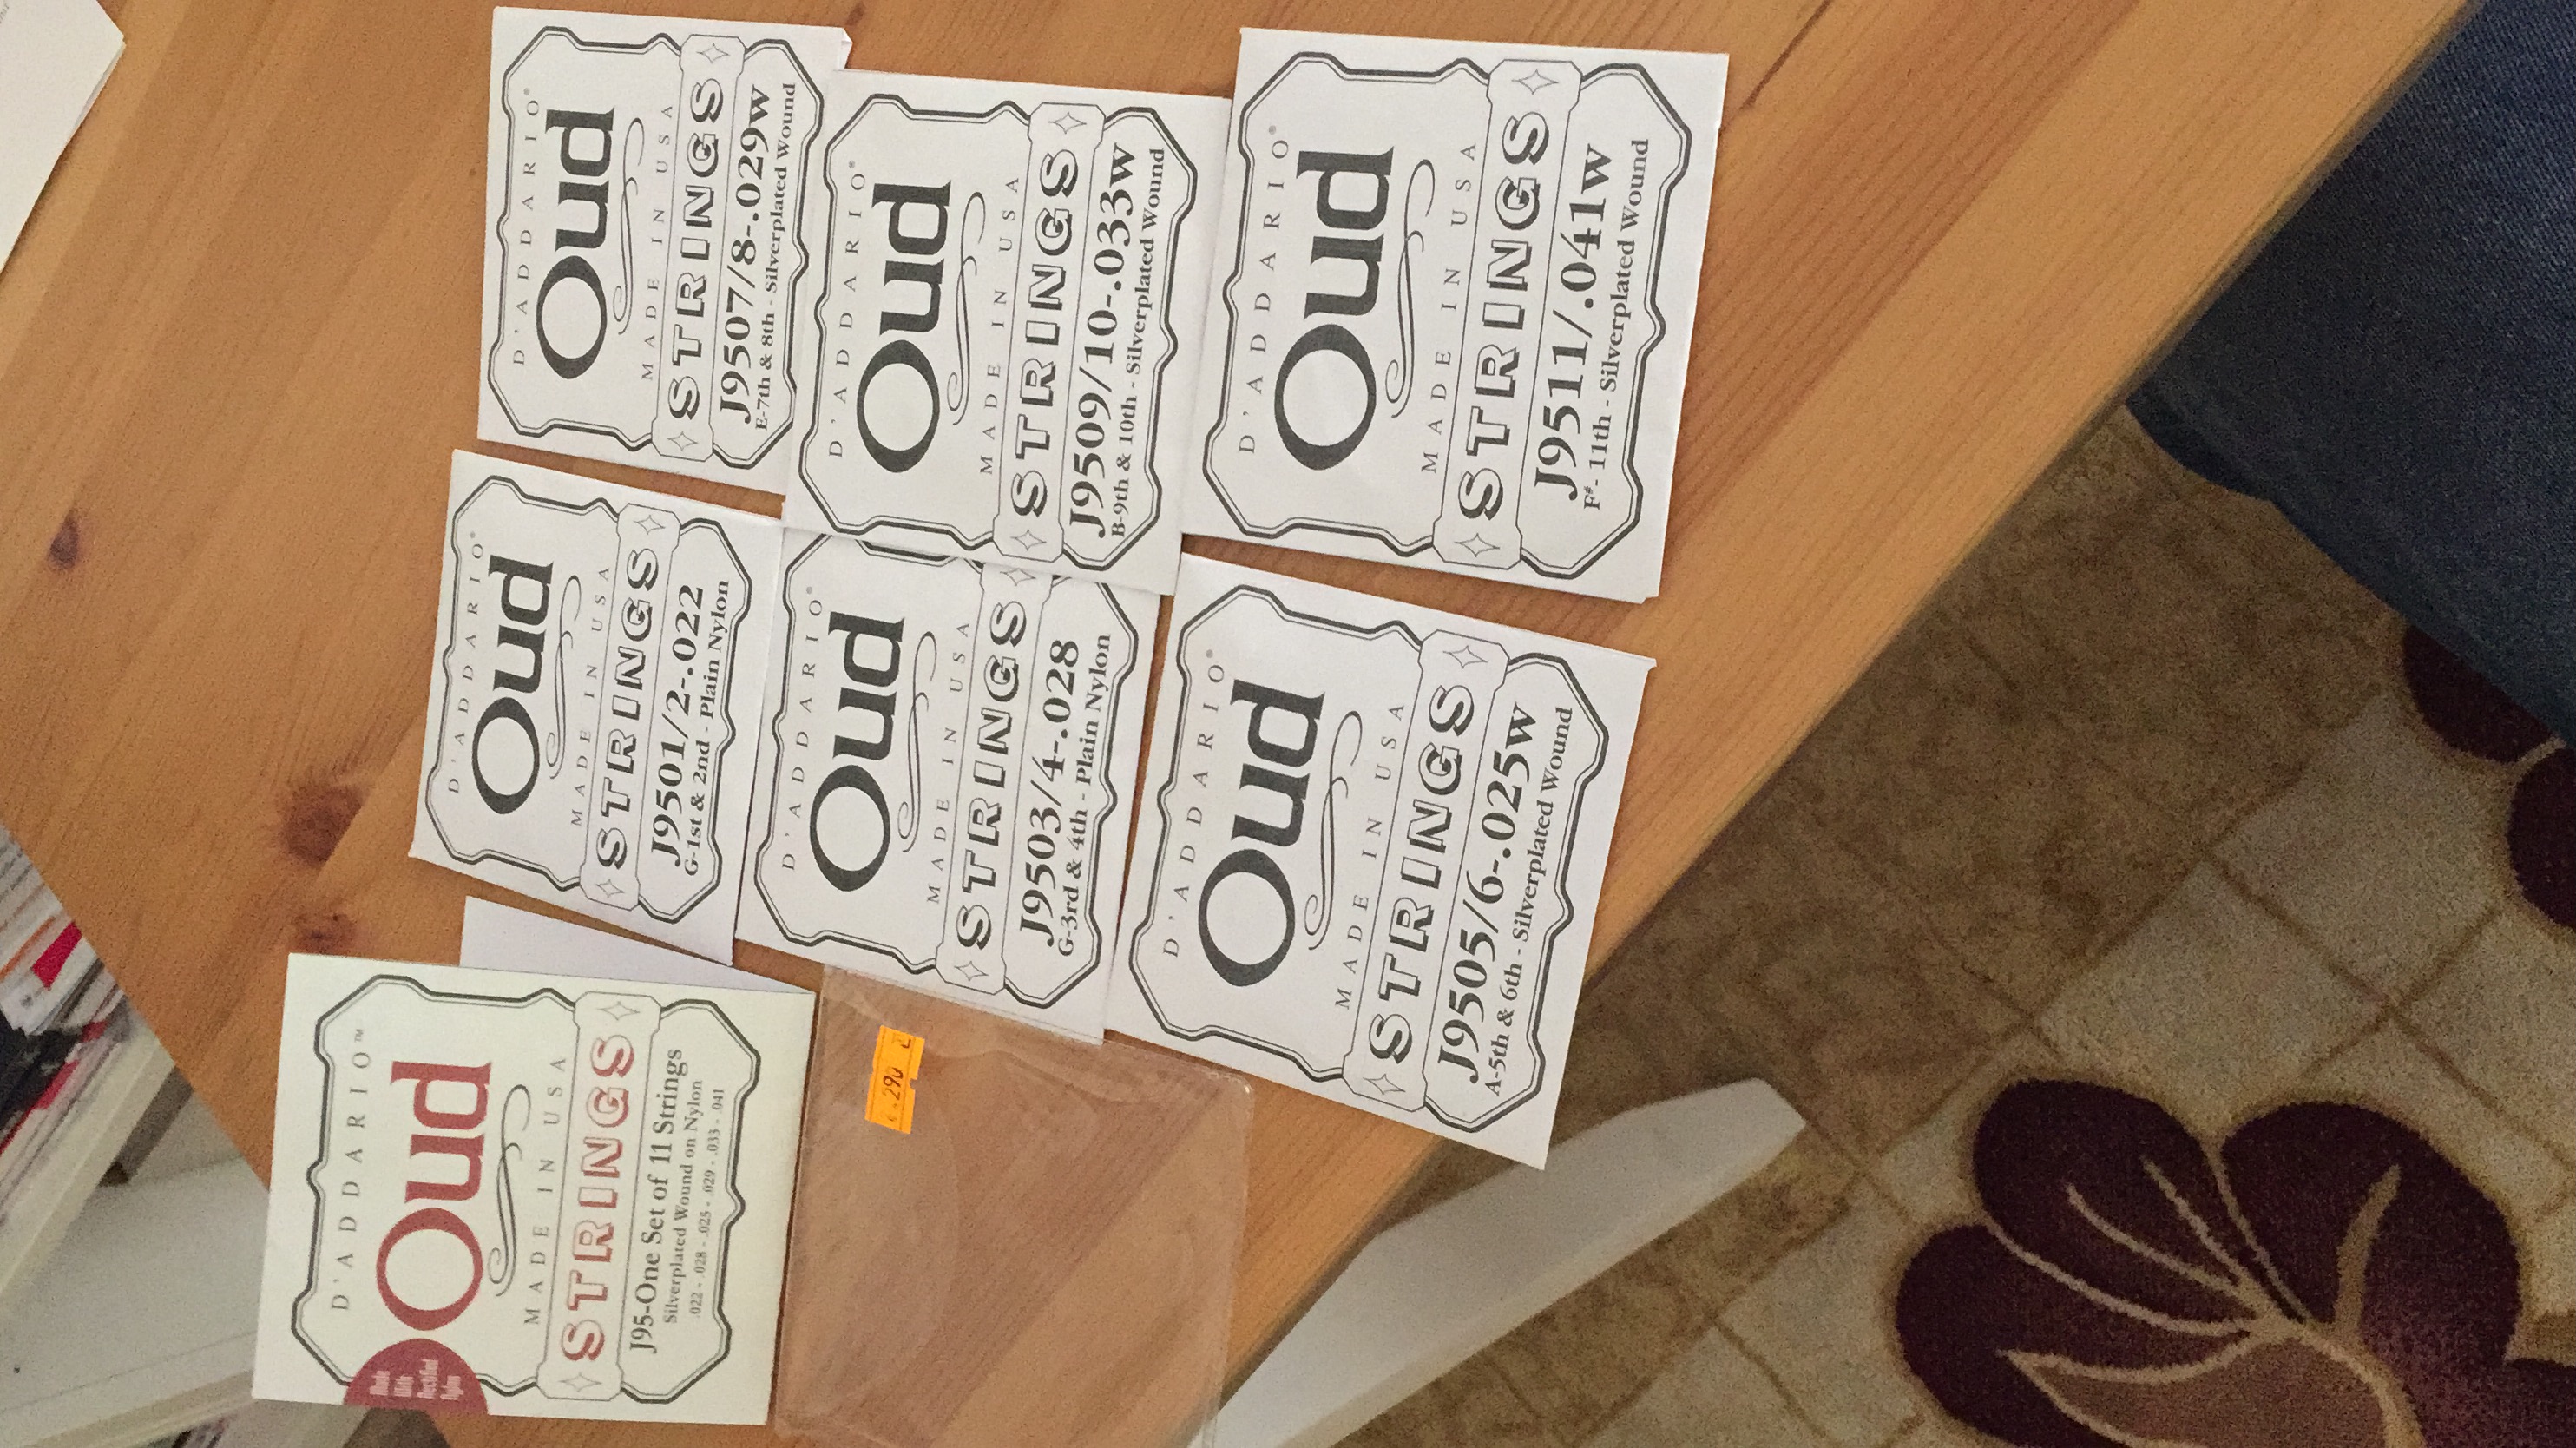 D'ADDARIO™
Made
With
Rectified
Nylon
Oud
MADE IN USA
STRINGS
J95-One Set of 11 Strings
Silverplated Wound on Nylon
.022 - .028 - .025 - .029 - .033 - .041
290
D'ADDARIO®
Oud
MADE IN USA
STRINGS
J9501/2-.022
G-1st & 2nd - Plain Nylon
D'ADDARIO®
Oud
MADE IN USA
STRINGS
J9507/8-.029w
E-7th & 8th - Silverplated Wound
D'ADDARIO®
Oud
MADE IN USA
STRINGS
J9503/4-.028
G-3rd & 4th - Plain Nylon
D'ADDARIO®
Oud
MADE IN USA
STRINGS
J9509/10-.033w
B-9th & 10th - Silverplated Wound
D'ADDARIO®
Oud
MADE IN USA
STRINGS
J9505/6-.025w
A-5th & 6th - Silverplated Wound
D'ADDARIO®
Oud
MADE IN USA
STRINGS
J9511/.041w
F#- 11th - Silverplated Wound